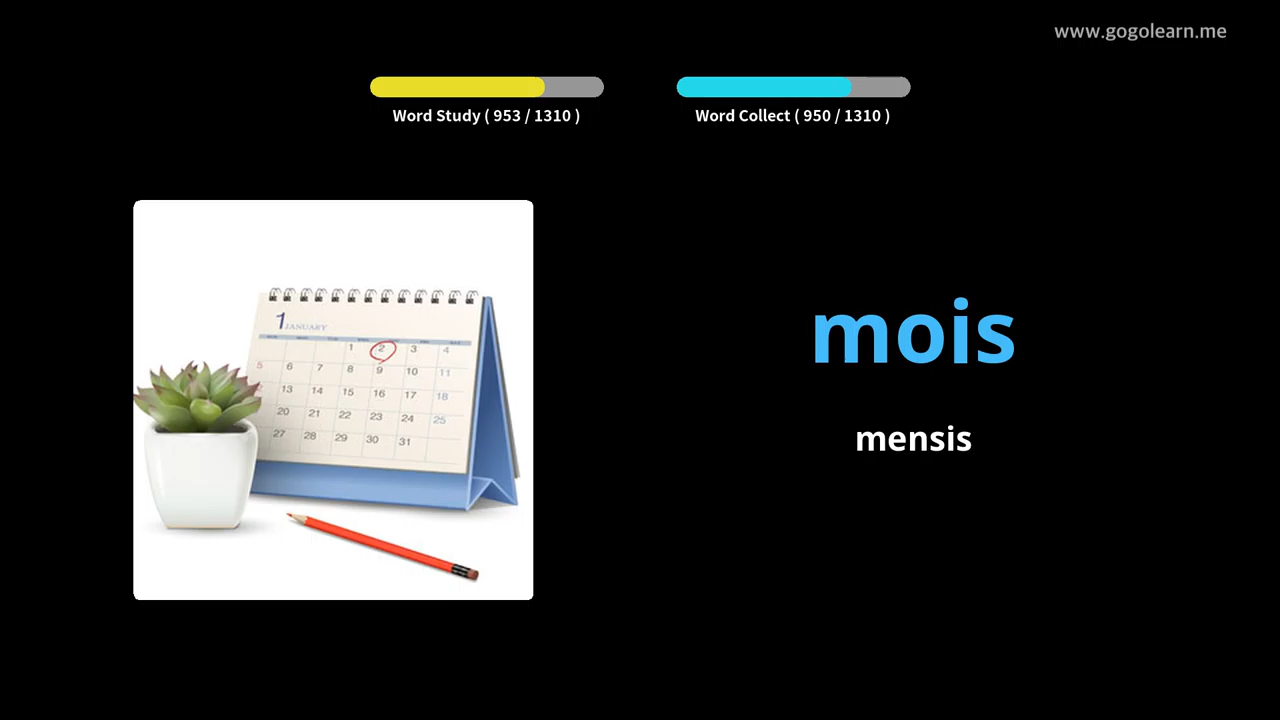 www.gogolearn.me
Word Study ( 953 / 1310 )
Word Collect ( 950 / 1310 )
1 JANUARY
1 2 3 4
5 6 7 8 9 10 11
13 14 15 16 17 18
20 21 22 23 24 25
27 28 29 30 31
mois
mensis